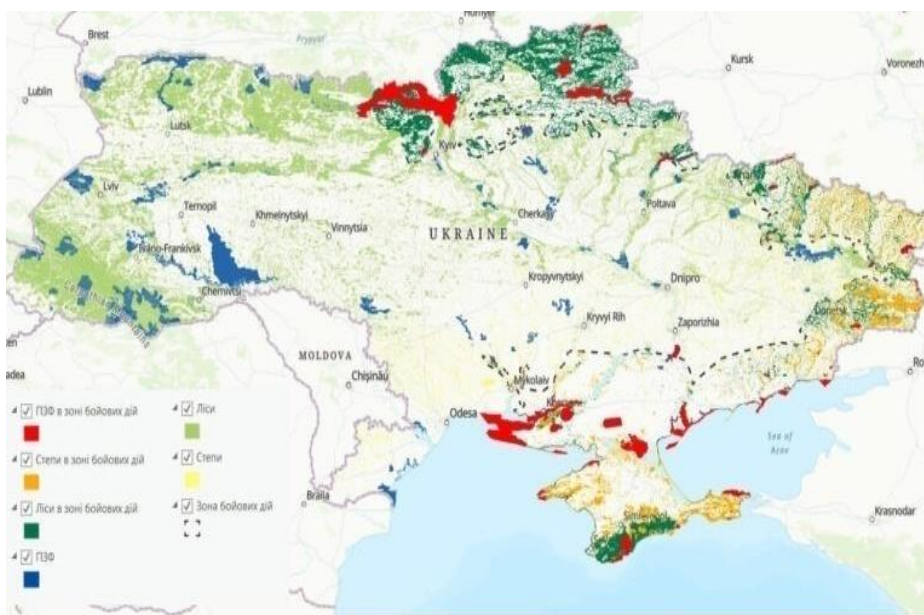 Brest
Pripyat
Kursk
Voronezh
Lublin
Lutsk
Kyiv
Lviv
Ternopil
Khmelnytskyi
Vinnytsia
Cherkasy
Poltava
UKRAINE
Ivano-Frankivsk
Chernivtsi
Kropyvnytskyi
Dnipro
Donetsk
Kryvyi Rih
Zaporizhia
MOLDOVA
Chișinău
Mykolaiv
Odesa
Sea of
Azov
Braila
Krasnodar
ПЗФ в зоні бойових дій
Ліси
Степи в зоні бойових дій
Степи
Ліси в зоні бойових дій
Зона бойових дій
ПЗФ